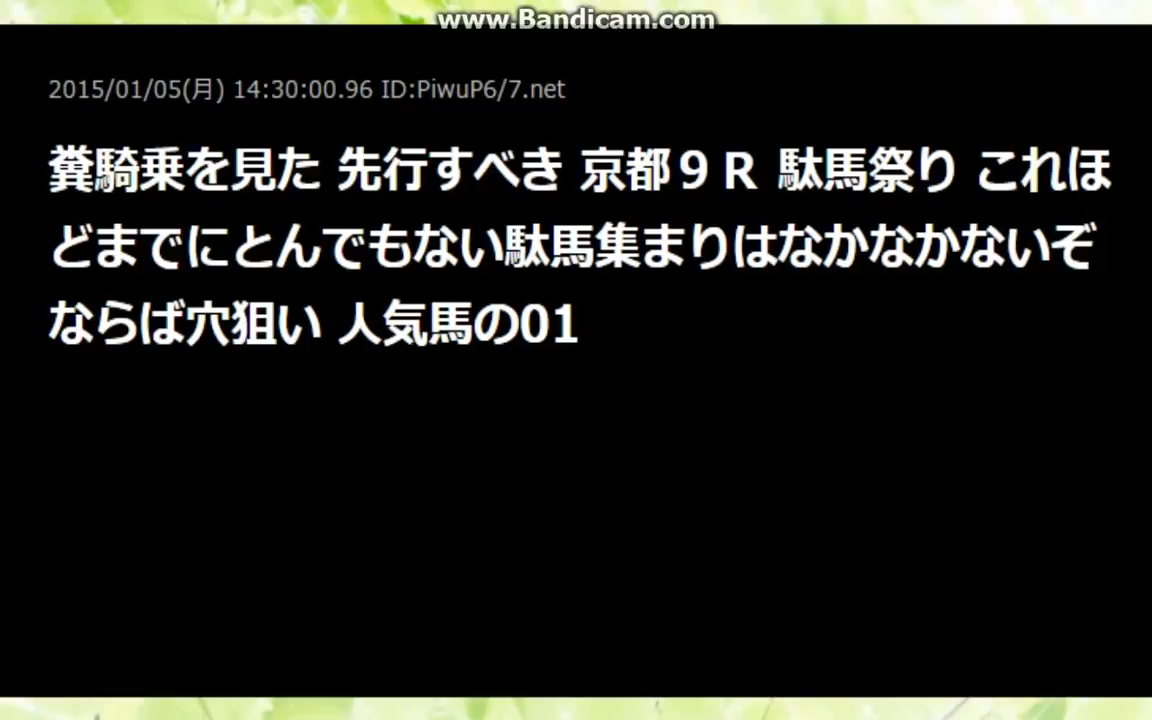 www.Bandicam.com
2015/01/05(月) 14:30:00.96 ID:PiwuP6/7.net
糞騎乗を見た 先行すべき 京都９Ｒ 駄馬祭り これほ
どまでにとんでもない駄馬集まりはなかなかないぞ
ならば穴狙い 人気馬の01